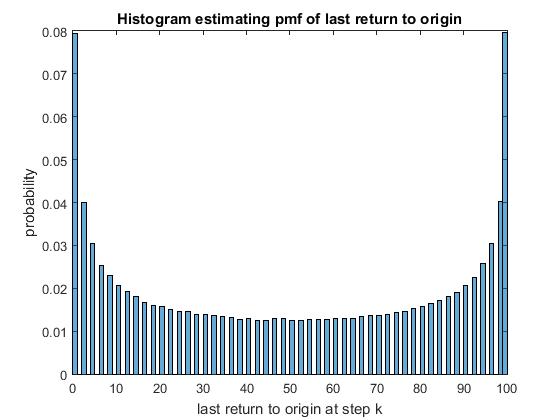 Histogram estimating pmf of last return to origin
0.08
0.07
0.06
0.05
0.04
0.03
0.02
0.01
0
probability
0 10 20 30 40 50 60 70 80 90 100
last return to origin at step k